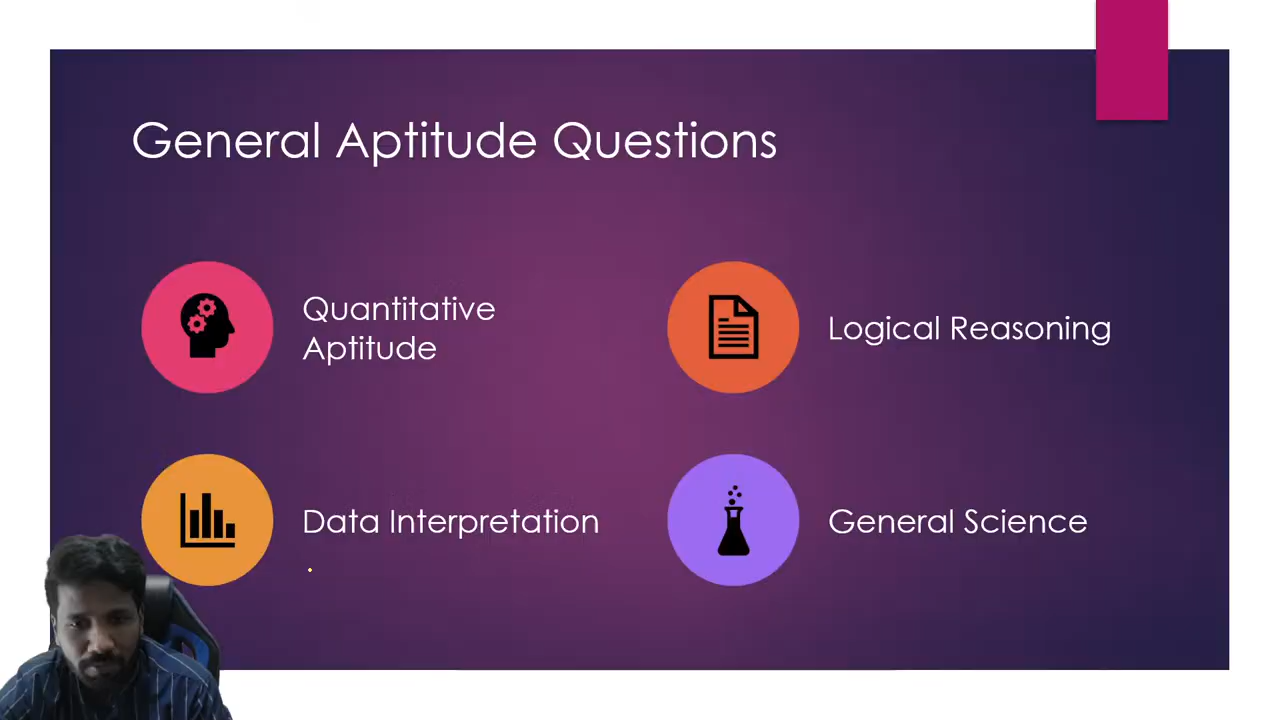 General Aptitude Questions
Quantitative
Aptitude
Logical Reasoning
Data Interpretation
General Science